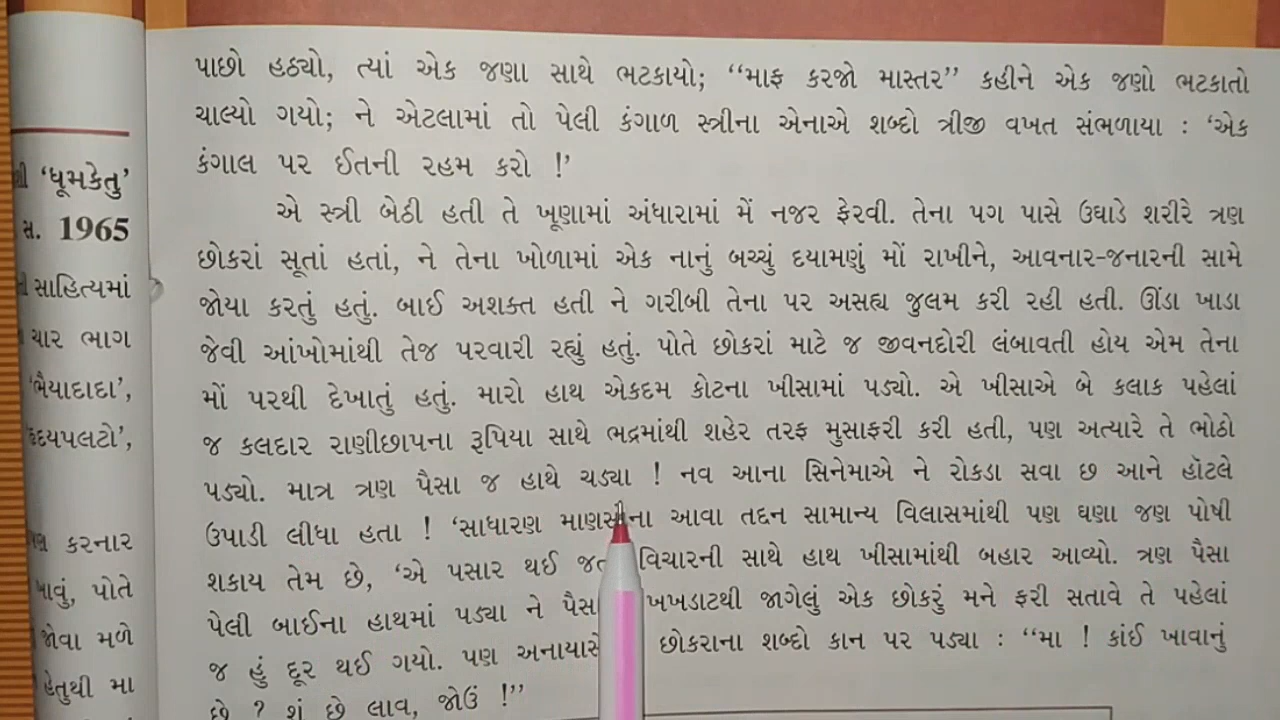 પાછો હઠ્યો, ત્યાં એક જણા સાથે ભટકાયો; “માફ કરજો માસ્તર” કહીને એક જણો ભટકાતો
ચાલ્યો ગયો; ને એટલામાં તો પેલી કંગાળ સ્ત્રીના એનાએ શબ્દો ત્રીજી વખત સંભળાયા : ‘એક
કંગાલ પર ઈતની રહમ કરો !’
એ સ્ત્રી બેઠી હતી તે ખૂણામાં અંધારામાં મેં નજર ફેરવી. તેના પગ પાસે ઉઘાડે શરીરે ત્રણ
છોકરાં સૂતાં હતાં, ને તેના ખોળામાં એક નાનું બચ્ચું દયામણું મોં રાખીને, આવનાર-જનારની સામે
જોયા કરતું હતું. બાઈ અશક્ત હતી ને ગરીબી તેના પર અસહ્ય જુલમ કરી રહી હતી. ઊંડા ખાડા
જેવી આંખોમાંથી તેજ પરવારી રહ્યું હતું. પોતે છોકરાં માટે જ જીવનદોરી લંબાવતી હોય એમ તેના
મોં પરથી દેખાતું હતું. મારો હાથ એકદમ કોટના ખીસામાં પડ્યો. એ ખીસાએ બે કલાક પહેલાં
જ કલદાર રાણીછાપના રૂપિયા સાથે ભદ્રમાંથી શહેર તરફ મુસાફરી કરી હતી, પણ અત્યારે તે ભોઠો
પડ્યો. માત્ર ત્રણ પૈસા જ હાથે ચડ્યા ! નવ આના સિનેમાએ ને રોકડા સવા છ આને હૉટલે
ઉપાડી લીધા હતા ! ‘સાધારણ આવા તદ્દન સામાન્ય વિલાસમાંથી પણ ઘણા જણ પોષી
શકાય તેમ છે, ‘એ પસાર થઈ વિચારની સાથે હાથ ખીસામાંથી બહાર આવ્યો. ત્રણ પૈસા
પેલી બાઈના હાથમાં પડ્યા ને ખખડાટથી જાગેલું એક છોકરું મને ફરી સતાવે તે પહેલાં
જ હું દૂર થઈ ગયો. પણ છોકરાના શબ્દો કાન પર પડ્યા : “મા ! કાંઈ ખાવાનું
છે ? શું છે લાવ, જોઉં !”
‘ધૂમકેતુ’
સ. 1965
સાહિત્યમાં
ચાર ભાગ
‘ભૈયાદાદા’,
કરનાર
પોતે
જોવા મળે
હેતુથી મા